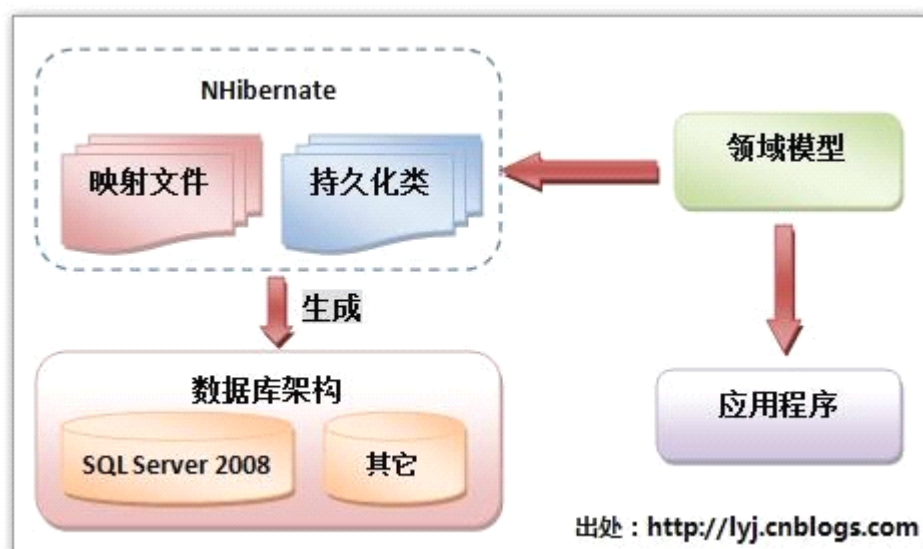 NHibernate
映射文件
持久化类
领域模型
生成
数据库架构
SQL Server 2008
其它
应用程序
出处：http://lyj.cnblogs.com